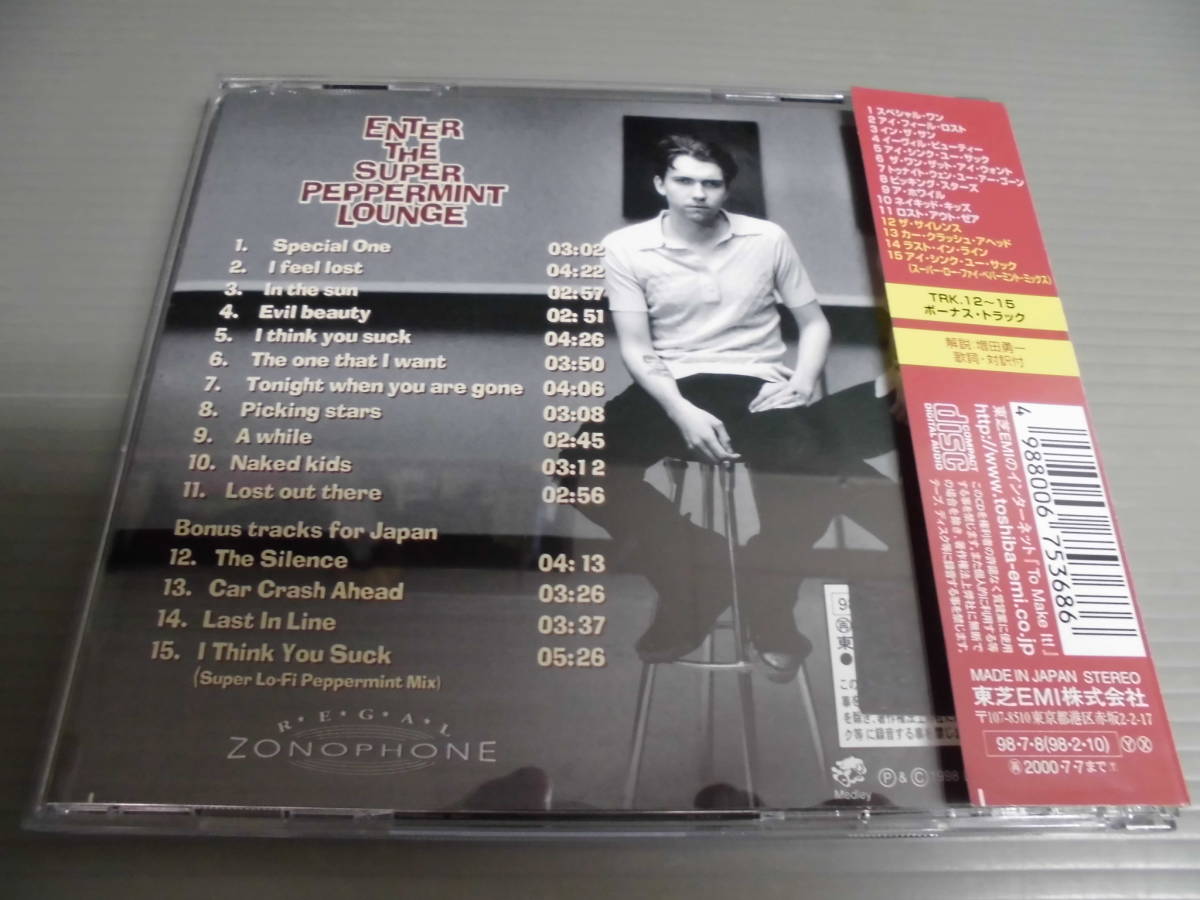 ENTER
THE
SUPER
PEPPERMINT
LOUNGE
1. Special One 03:02
2. I feel lost 04:22
3. In the sun 02:57
4. Evil beauty 02:51
5. I think you suck 04:26
6. The one that I want 03:50
7. Tonight when you are gone 04:06
8. Picking stars 03:08
9. A while 02:45
10. Naked kids 03:12
11. Lost out there 02:56
Bonus tracks for Japan
12. The Silence 04:13
13. Car Crash Ahead 03:26
14. Last In Line 03:37
15. I Think You Suck 05:26
(Super Lo-Fi Peppermint Mix)
R·E·G·A·L
ZONOPHONE
Medley
Ⓟ & © 1998
1 スペシャル・ワン
2 アイ・フィール・ロスト
3 イン・ザ・サン
4 イーヴィル・ビューティー
5 アイ・シンク・ユー・サック
6 ザ・ワン・ザット・アイ・ウォント
7 トゥナイト・ウェン・ユー・アー・ゴーン
8 ピッキング・スターズ
9 ア・ホワイル
10 ネイキッド・キッズ
11 ロスト・アウト・ゼア
12 ザ・サイレンス
13 カー・クラッシュ・アヘッド
14 ラスト・イン・ライン
15 アイ・シンク・ユー・サック
(スーパー・ロー・ファイ・ペパーミント・ミックス)
TRK.12~15
ボーナス・トラック
解説:増田勇一
歌詞・対訳付
COMPACT
disc
DIGITAL AUDIO
東芝EMIのインターネット「To Make it!」
http://www.toshiba-emi.co.jp
4 988006 753686
MADE IN JAPAN STEREO
東芝EMI株式会社
〒107-8510東京都港区赤坂2-2-17
98・7・8(98・2・10) Ⓨ Ⓧ
2000・7・7まで